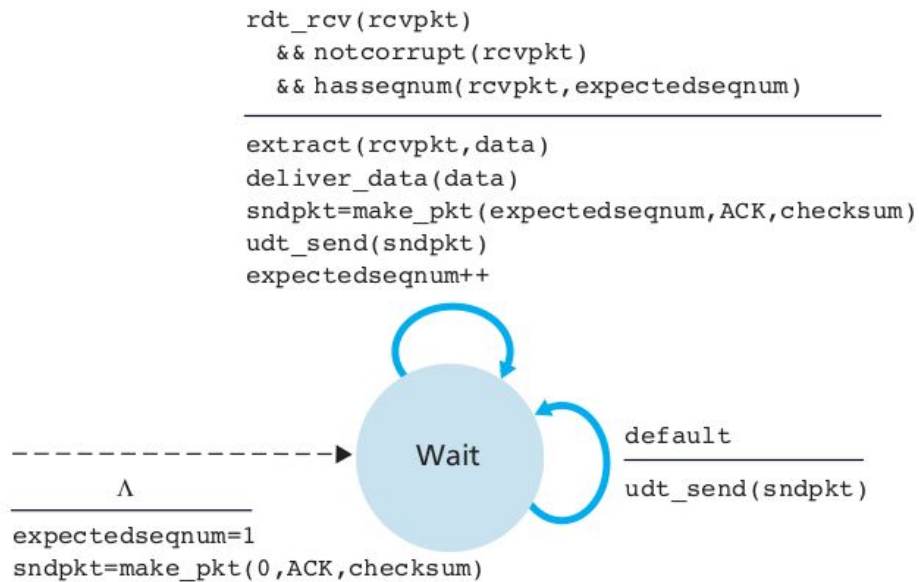 rdt_rcv(rcvpkt)
&& notcorrupt(rcvpkt)
&& hasseqnum(rcvpkt,expectedseqnum)
extract(rcvpkt,data)
deliver_data(data)
sndpkt=make_pkt(expectedseqnum,ACK,checksum)
udt_send(sndpkt)
expectedseqnum++
Wait
default
udt_send(sndpkt)
Λ
expectedseqnum=1
sndpkt=make_pkt(0,ACK,checksum)